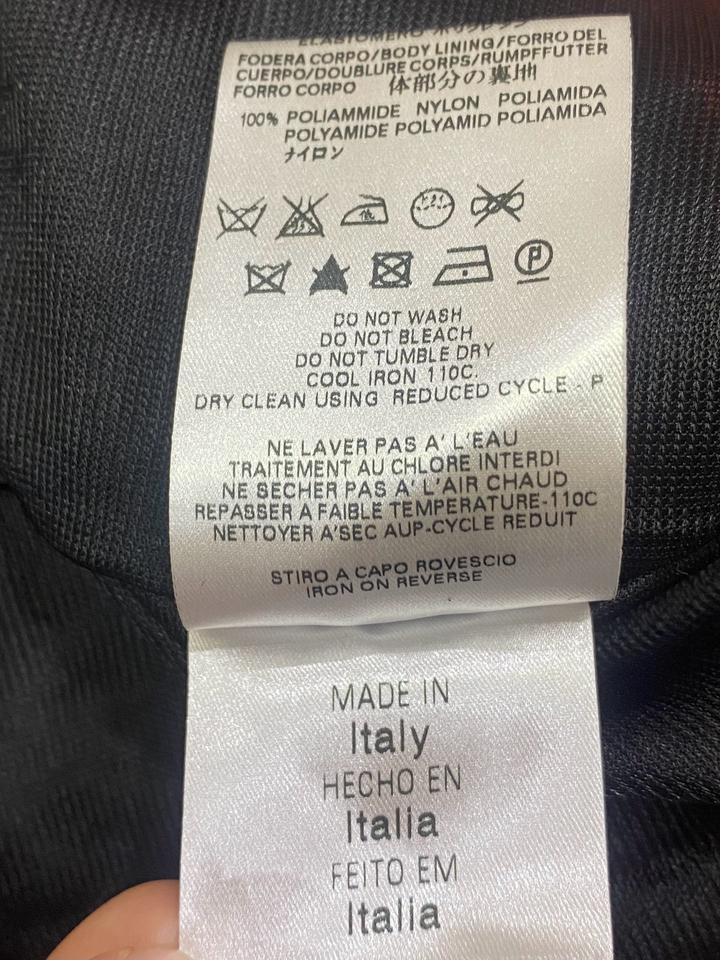 ELASTOMERO
FODERA CORPO/BODY LINING/FORRO DEL
CUERPO/DOUBLURE CORPS/RUMPFFUTTER
FORRO CORPO 体部分の裏地
100% POLIAMMIDE NYLON POLIAMIDA
POLYAMIDE POLYAMID POLIAMIDA
ナイロン
P
DO NOT WASH
DO NOT BLEACH
DO NOT TUMBLE DRY
COOL IRON 110C.
DRY CLEAN USING REDUCED CYCLE - P
NE LAVER PAS A' L'EAU
TRAITEMENT AU CHLORE INTERDI
NE SECHER PAS A' L'AIR CHAUD
REPASSER A FAIBLE TEMPERATURE-110C
NETTOYER A'SEC AUP-CYCLE REDUIT
STIRO A CAPO ROVESCIO
IRON ON REVERSE
MADE IN
Italy
HECHO EN
Italia
FEITO EM
Italia